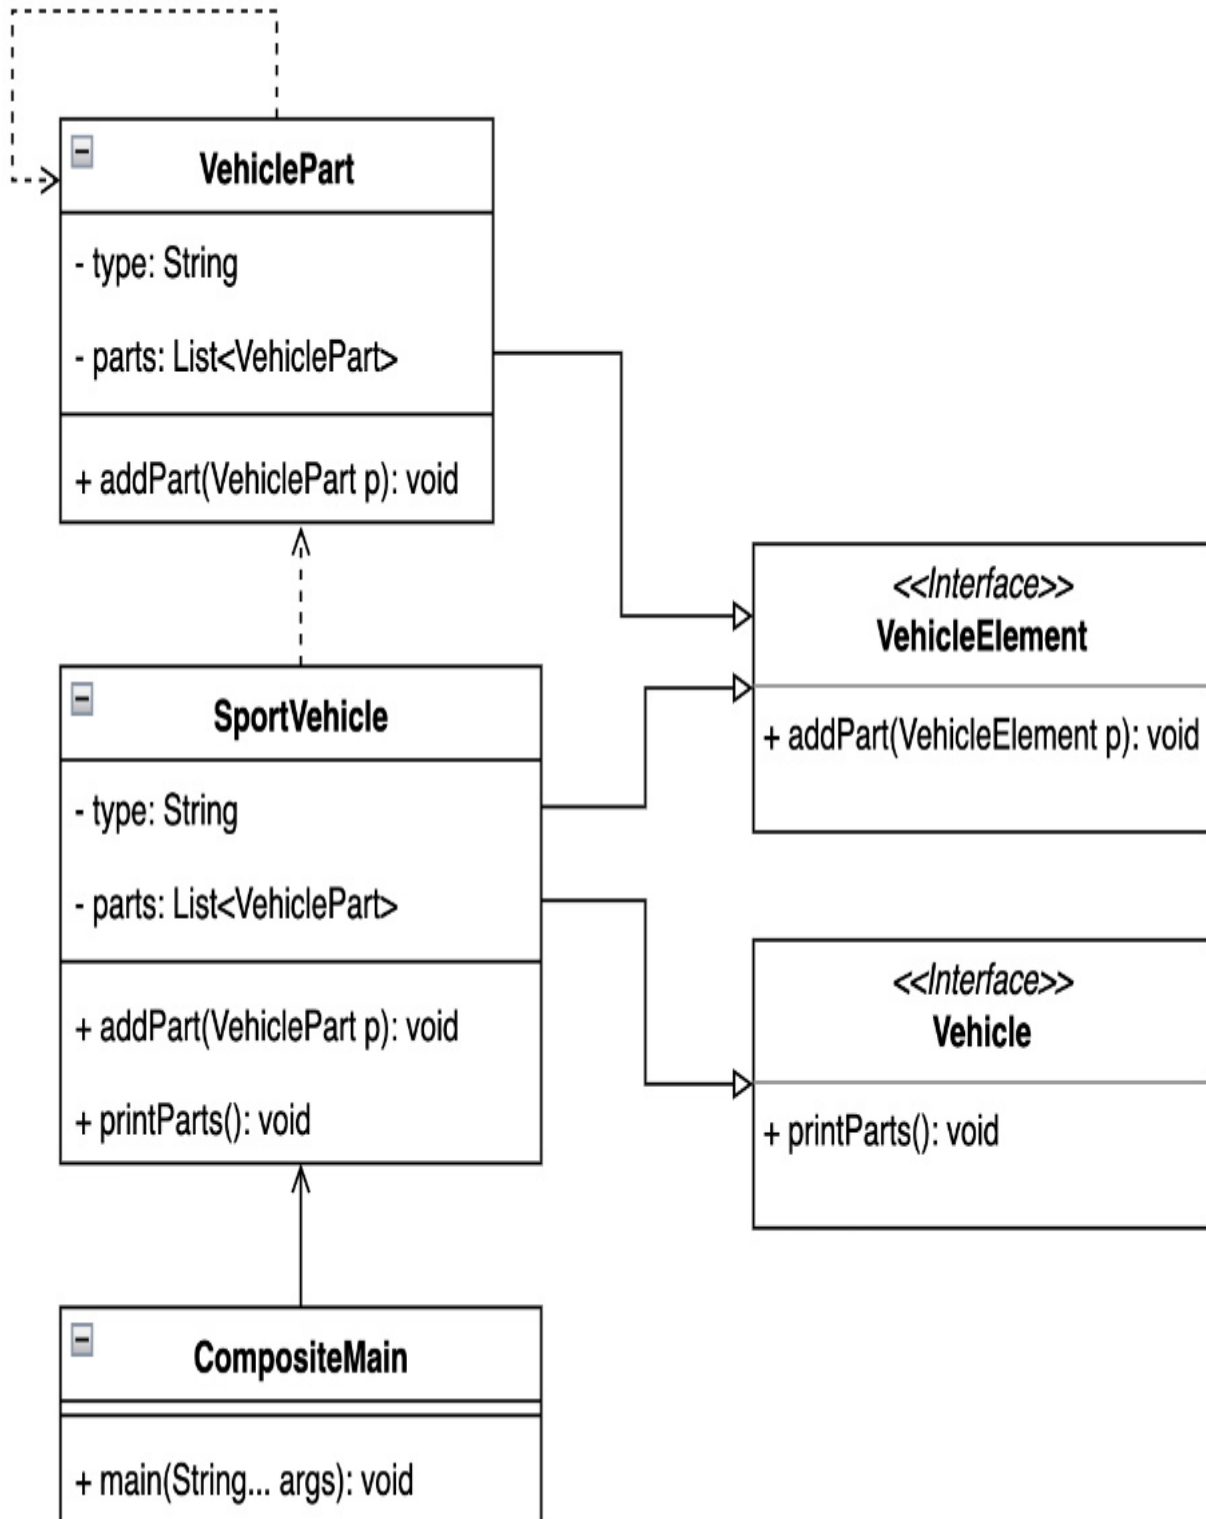 VehiclePart
- type: String
- parts: List<VehiclePart>
+ addPart(VehiclePart p): void
<<Interface>>
VehicleElement
+ addPart(VehicleElement p): void
SportVehicle
- type: String
- parts: List<VehiclePart>
+ addPart(VehiclePart p): void
+ printParts(): void
<<Interface>>
Vehicle
+ printParts(): void
CompositeMain
+ main(String... args): void